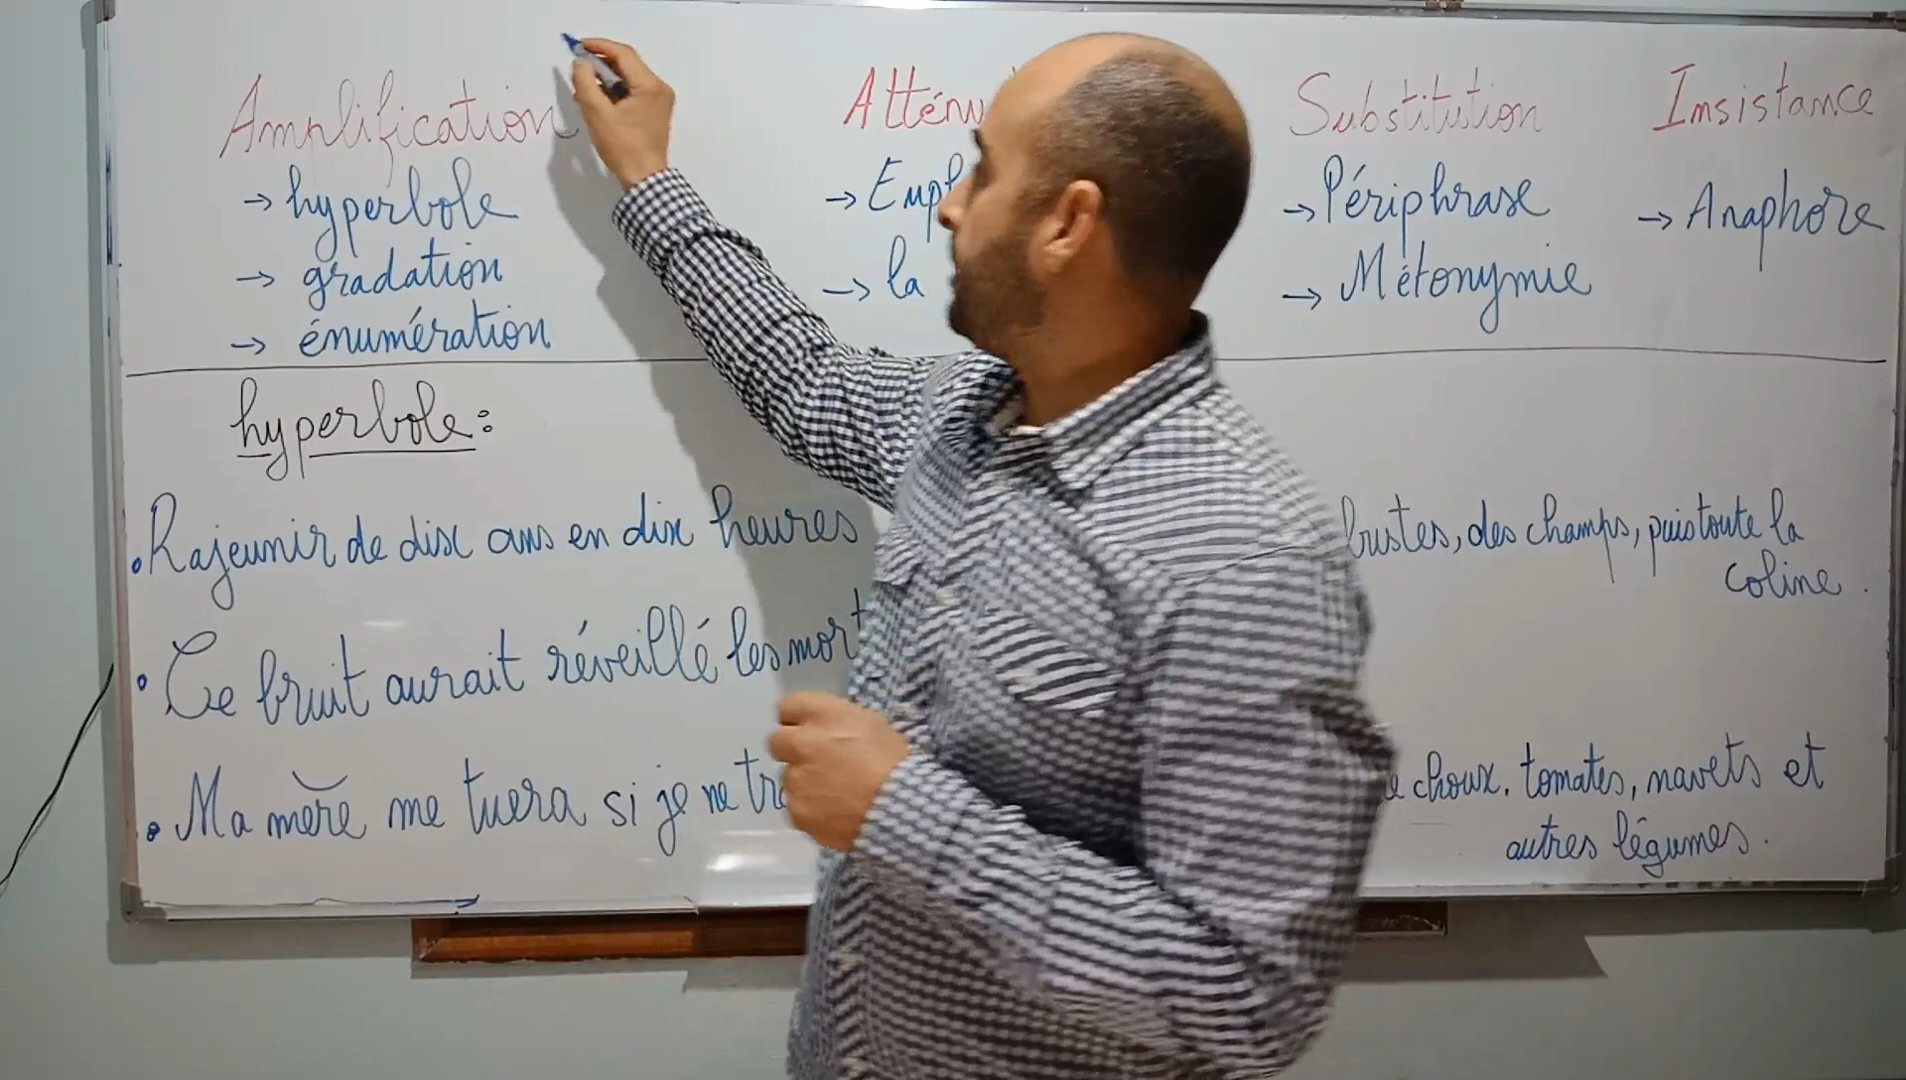 Amplification
→ hyperbole
→ gradation
→ énumération
Atténu
→ Euph
→ la
Substitution
→ Périphrase
→ Métonymie
Insistance
→ Anaphore
hyperbole:
• Rajeunir de dix ans en dix heures
• Ce bruit aurait réveillé les mort
• Ma mère me tuera si je ne tr
bustes, des champs, puis toute la
coline.
choux, tomates, navets et
autres légumes.